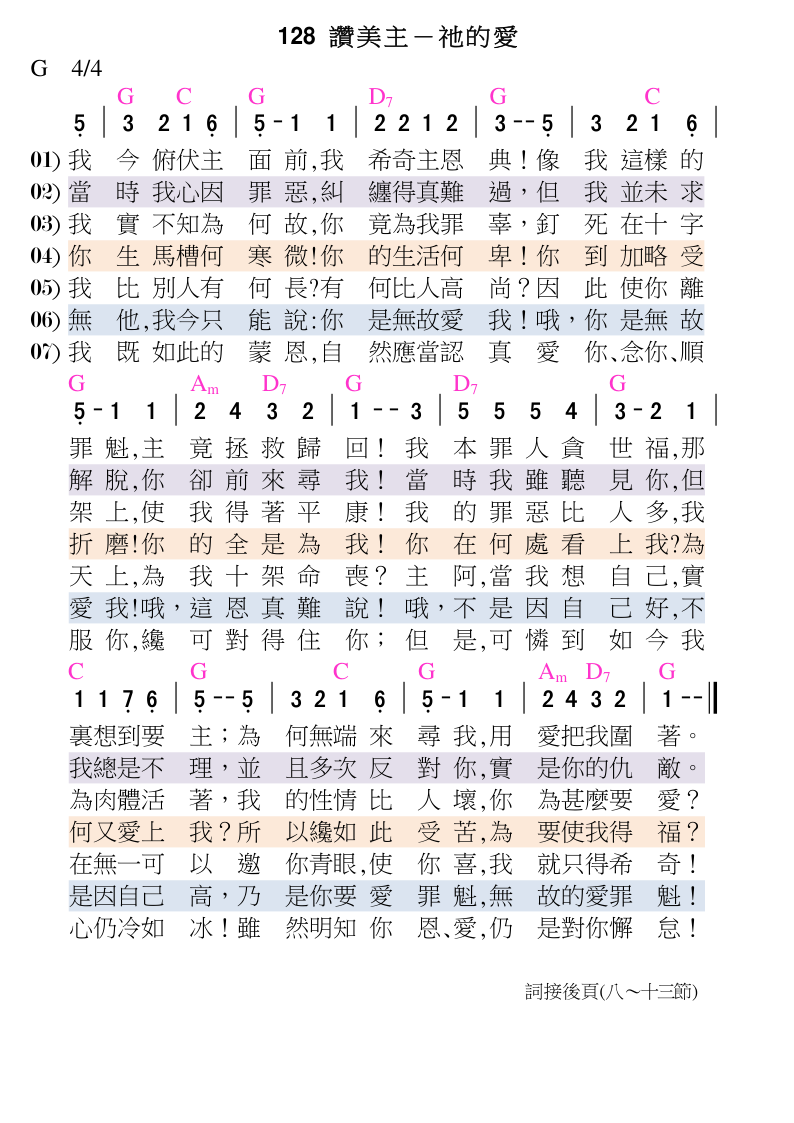 128 讚美主－祂的愛
G 4/4
G C G D7 G C
5 | 3 2 1 6 | 5 - 1 1 | 2 2 1 2 | 3 - - 5 | 3 2 1 6 |
01) 我 今 俯伏主 面 前,我 希奇主恩 典！像 我 這樣 的
02) 當 時 我心因 罪 惡,糾 纏得真難 過，但 我 並未 求
03) 我 實 不知為 何 故,你 竟為我罪 辜，釘 死 在十 字
04) 你 生 馬槽何 寒 微!你 的生活何 卑！你 到 加略 受
05) 我 比 別人有 何 長?有 何比人高 尚？因 此 使你 離
06) 無 他,我今只 能 說:你 是無故愛 我！哦，你 是無 故
07) 我 既 如此的 蒙 恩,自 然應當認 真 愛 你、念你、順
G Am D7 G D7 G
5 - 1 1 | 2 4 3 2 | 1 - - 3 | 5 5 5 4 | 3 - 2 1 |
罪 魁,主 竟 拯 救 歸 回！ 我 本 罪 人 貪 世 福,那
解 脫,你 卻 前 來 尋 我！ 當 時 我 雖 聽 見 你,但
架 上,使 我 得 著 平 康！ 我 的 罪 惡 比 人 多,我
折 磨!你 的 全 是 為 我！ 你 在 何 處 看 上 我?為
天 上,為 我 十 架 命 喪？ 主 阿,當 我 想 自 己,實
愛 我!哦，這 恩 真 難 說！ 哦，不 是 因 自 己 好,不
服 你,纔 可 對 得 住 你； 但 是,可 憐 到 如 今 我
C G C G Am D7 G
1 1 7 6 | 5 - - 5 | 3 2 1 6 | 5 - 1 1 | 2 4 3 2 | 1 - - ‖
裏想到要 主；為 何無端 來 尋 我,用 愛把我圍 著。
我總是不 理，並 且多次 反 對 你,實 是你的仇 敵。
為肉體活 著，我 的性情 比 人 壞,你 為甚麼要 愛？
何又愛上 我？所 以纔如 此 受 苦,為 要使我得 福？
在無一可 以 邀 你青眼,使 你 喜,我 就只得希 奇！
是因自己 高，乃 是你要 愛 罪 魁,無 故的愛罪 魁！
心仍冷如 冰！雖 然明知 你 恩、愛,仍 是對你懈 怠！
詞接後頁(八～十三節)